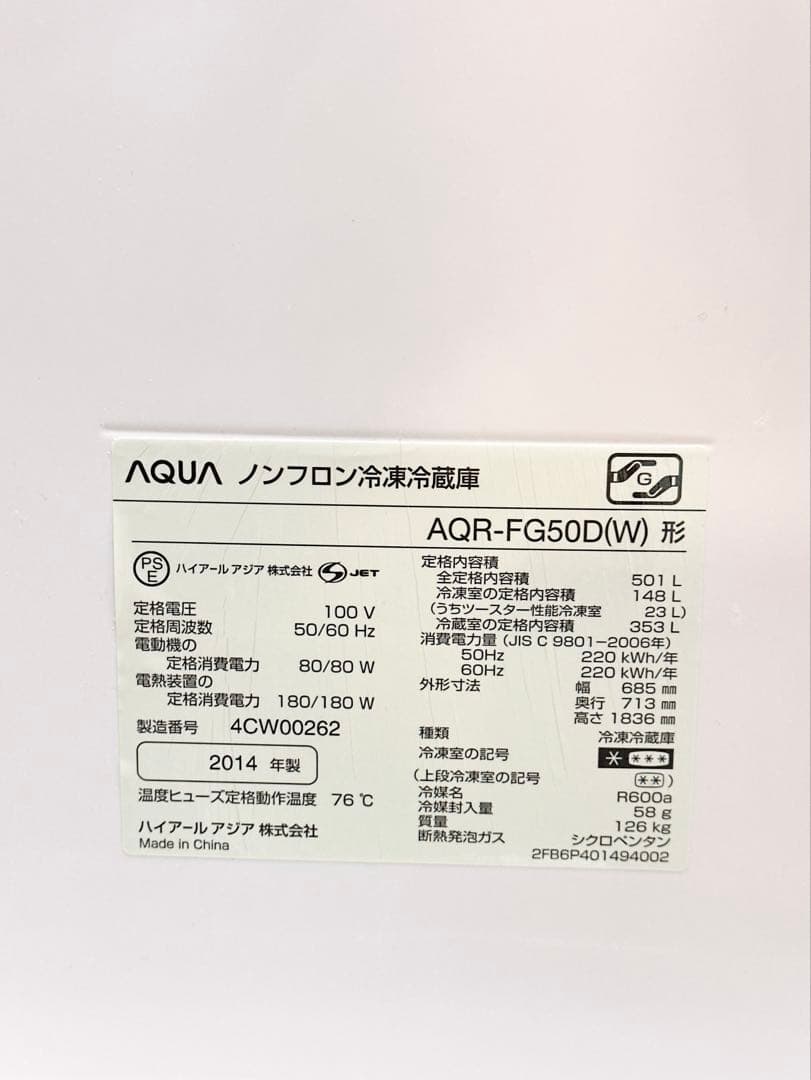 AQUA ノンフロン冷凍冷蔵庫
G
AQR-FG50D(W) 形
PS E ハイアール アジア 株式会社 JET
定格電圧 100 V
定格周波数 50/60 Hz
電動機の
定格消費電力 80/80 W
電熱装置の
定格消費電力 180/180 W
製造番号 4CW00262
2014 年製
温度ヒューズ定格動作温度 76 ℃
ハイアール アジア 株式会社
Made in China
定格内容積
全定格内容積 501 L
冷凍室の定格内容積 148 L
(うちツースター性能冷凍室 23 L)
冷蔵室の定格内容積 353 L
消費電力量 (JIS C 9801-2006年)
50Hz 220 kWh/年
60Hz 220 kWh/年
外形寸法 幅 685 ㎜
奥行 713 ㎜
高さ 1836 ㎜
種類 冷凍冷蔵庫
冷凍室の記号 * ***
(上段冷凍室の記号 **)
冷媒名 R600a
冷媒封入量 58 g
質量 126 kg
断熱発泡ガス シクロペンタン
2FB6P401494002